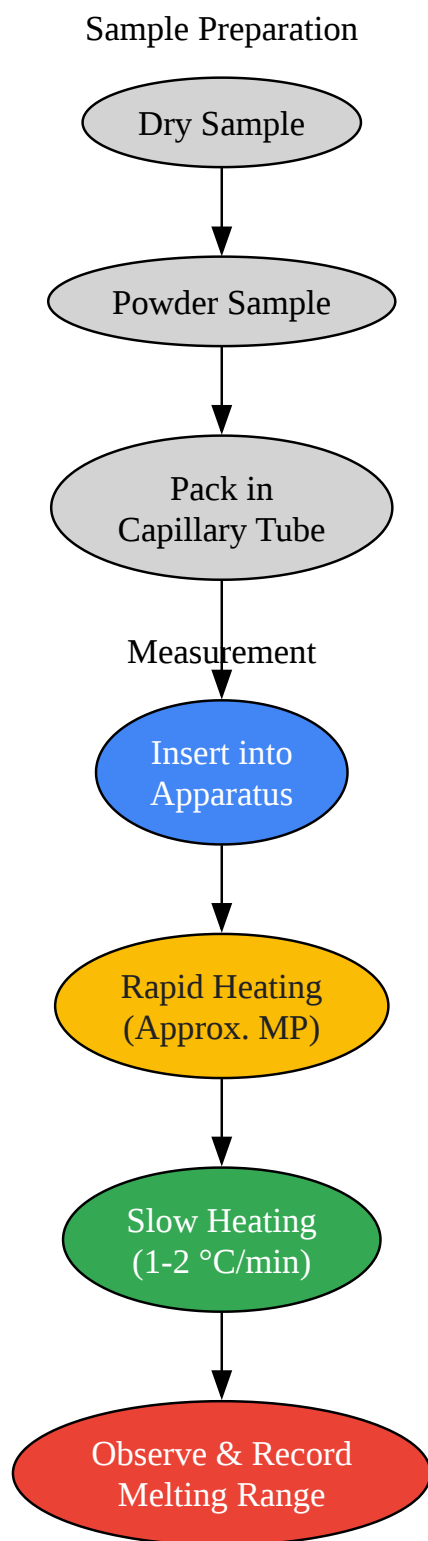 Sample Preparation
Dry Sample
Powder Sample
Pack in
Capillary Tube
Measurement
Insert into
Apparatus
Rapid Heating
(Approx. MP)
Slow Heating
(1-2 °C/min)
Observe & Record
Melting Range